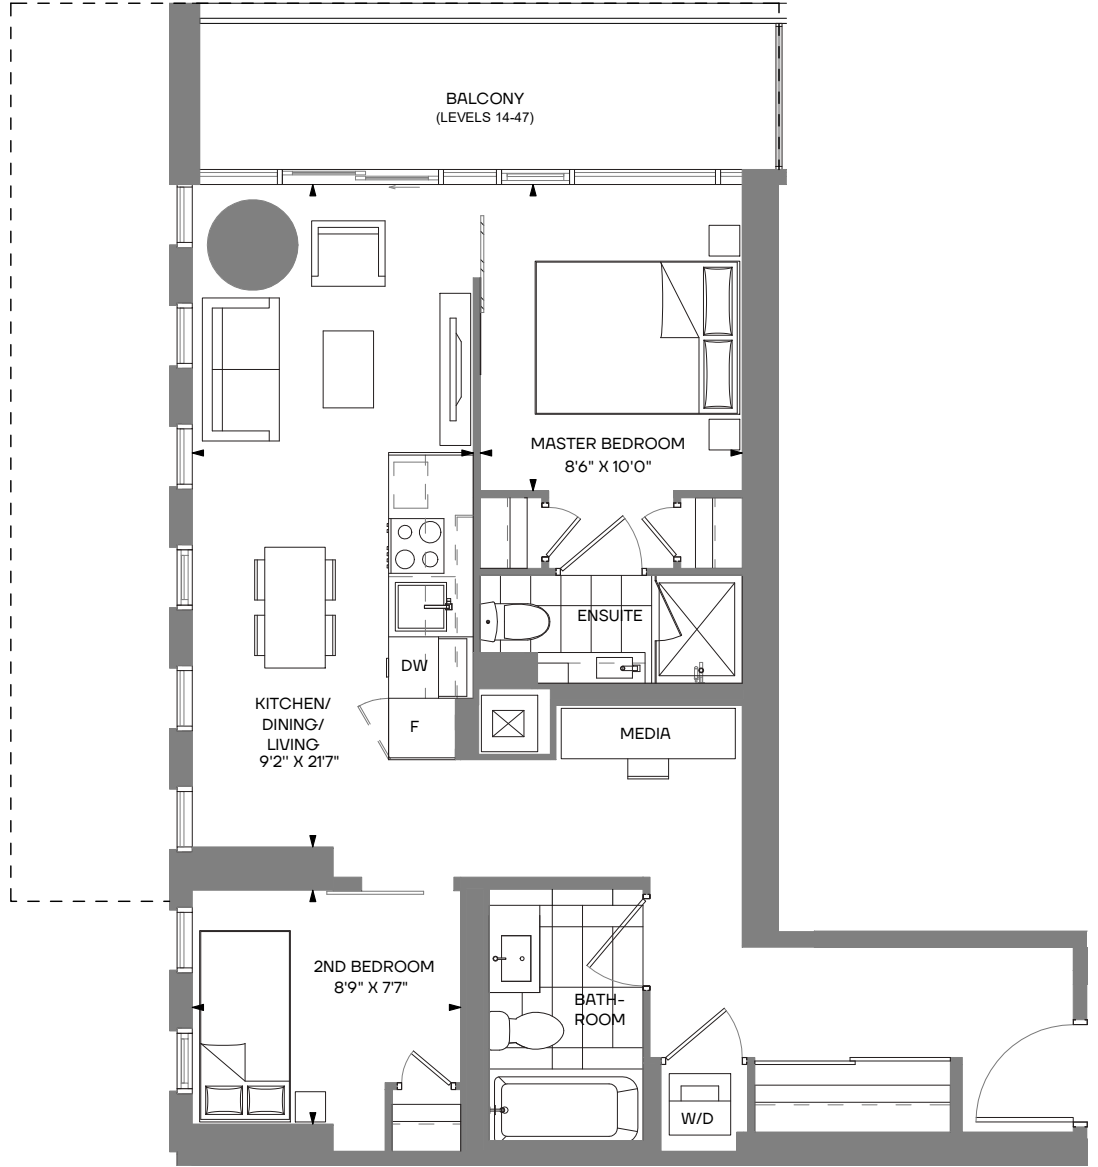 BALCONY
(LEVELS 14-47)
MASTER BEDROOM
8'6" X 10'0"
ENSUITE
DW
F
KITCHEN/
DINING/
LIVING
9'2" X 21'7"
MEDIA
2ND BEDROOM
8'9" X 7'7"
BATH-
ROOM
W/D